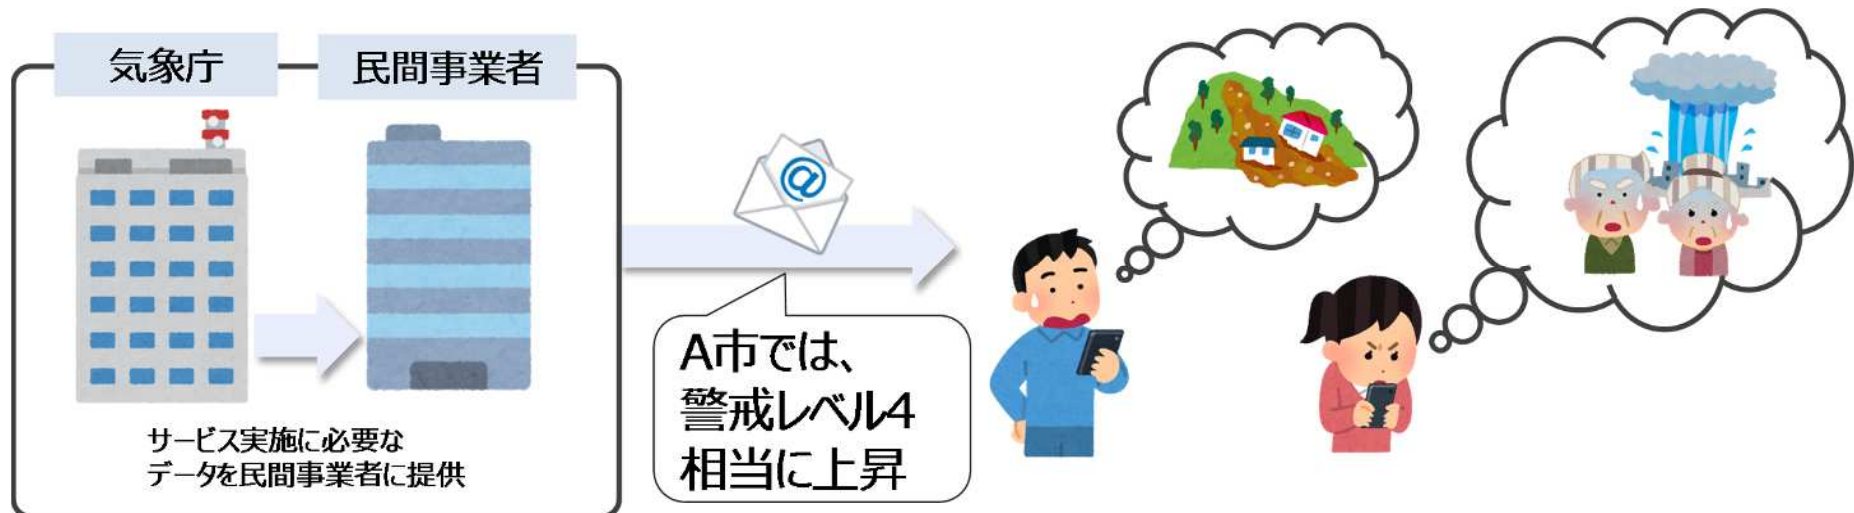 気象庁
民間事業者
サービス実施に必要な
データを民間事業者に提供
@
A市では、
警戒レベル4
相当に上昇